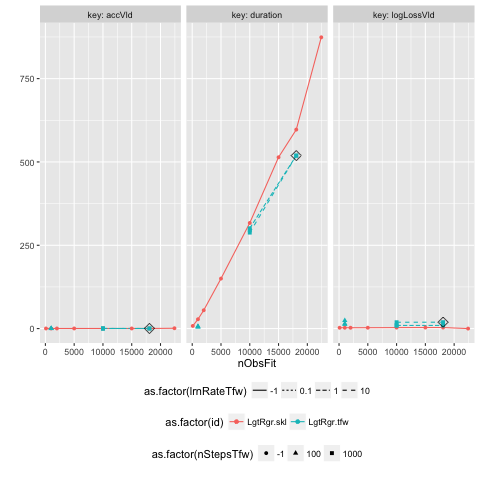 key: accVld key: duration key: logLossVld
750
500
250
0
0 5000 10000 15000 20000 0 5000 10000 15000 20000 0 5000 10000 15000 20000
nObsFit
as.factor(lrnRateTfw) -1 0.1 1 10
as.factor(id) LgtRgr.skl LgtRgr.tfw
as.factor(nStepsTfw) -1 100 1000